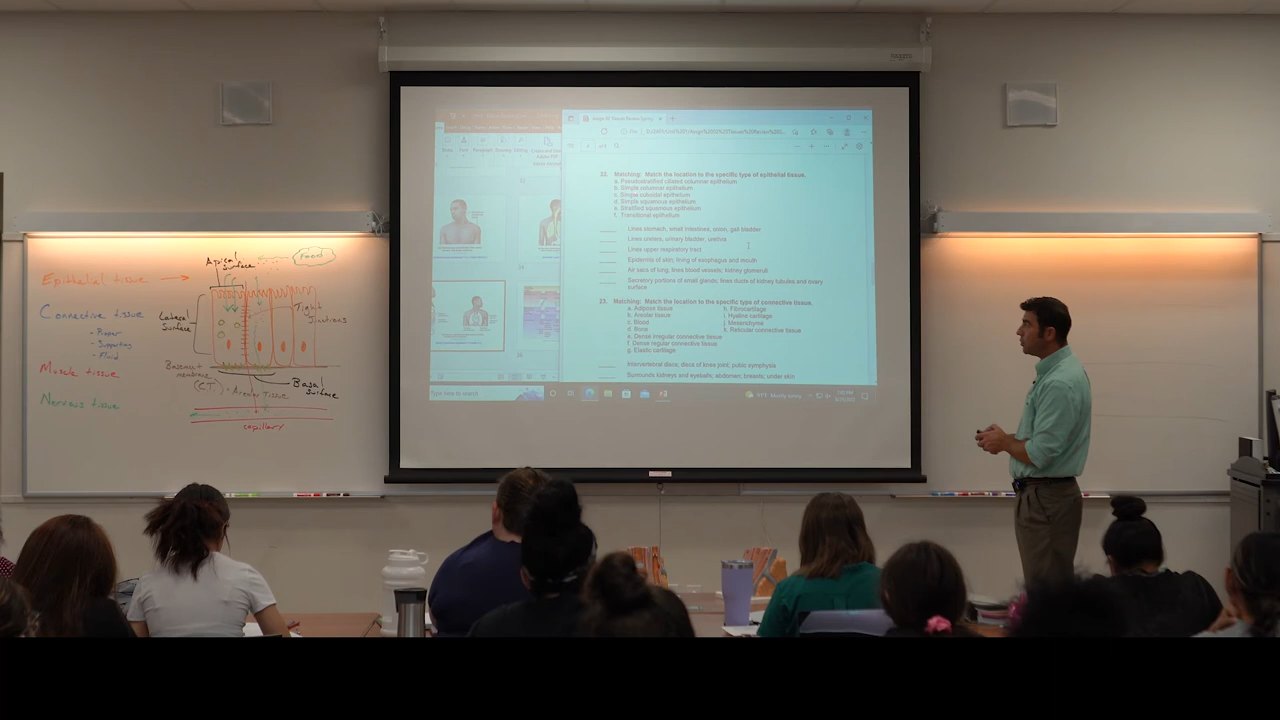 Epithelial tissue →
Connective tissue
- Proper
- Supporting
- Fluid
Muscle tissue
Nervous tissue
Apical
Surface
Food
Lateral
Surface
Tight
Junctions
Basement
membrane
(CT) - Areolar Tissue
Basal
Surface
capillary
22. Matching: Match the location to the specific type of epithelial tissue.
a. Pseudostratified ciliated columnar epithelium
b. Simple columnar epithelium
c. Simple cuboidal epithelium
d. Simple squamous epithelium
e. Stratified squamous epithelium
f. Transitional epithelium
Lines stomach, small intestines, colon, gall bladder
Lines ureters, urinary bladder, urethra
Lines upper respiratory tract
Epidermis of skin; lining of esophagus and mouth
Air sacs of lung; lines blood vessels; kidney glomeruli
Secretory portions of small glands; lines ducts of kidney tubules and ovary
surface
23. Matching: Match the location to the specific type of connective tissue.
a. Adipose tissue h. Fibrocartilage
b. Areolar tissue i. Hyaline cartilage
c. Blood j. Mesenchyme
d. Bone k. Reticular connective tissue
e. Dense irregular connective tissue
f. Dense regular connective tissue
g. Elastic cartilage
Intervertebral discs; discs of knee joint; pubic symphysis
Surrounds kidneys and eyeballs; abdomen; breasts; under skin
Type here to search
Mostly sunny